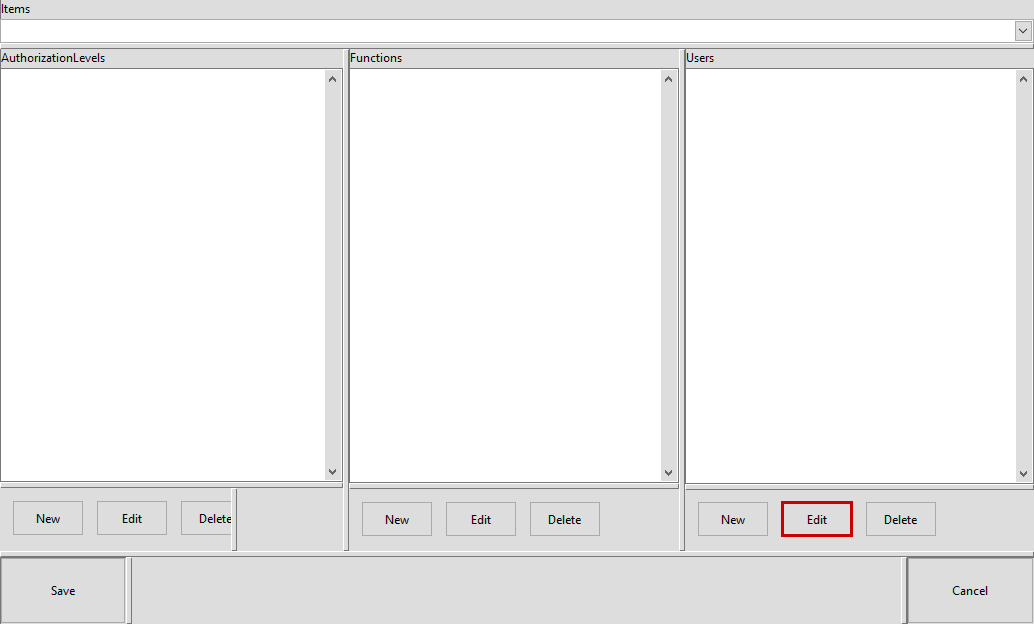 Items
AuthorizationLevels
Functions
Users
New
Edit
Delete
New
Edit
Delete
New
Edit
Delete
Save
Cancel